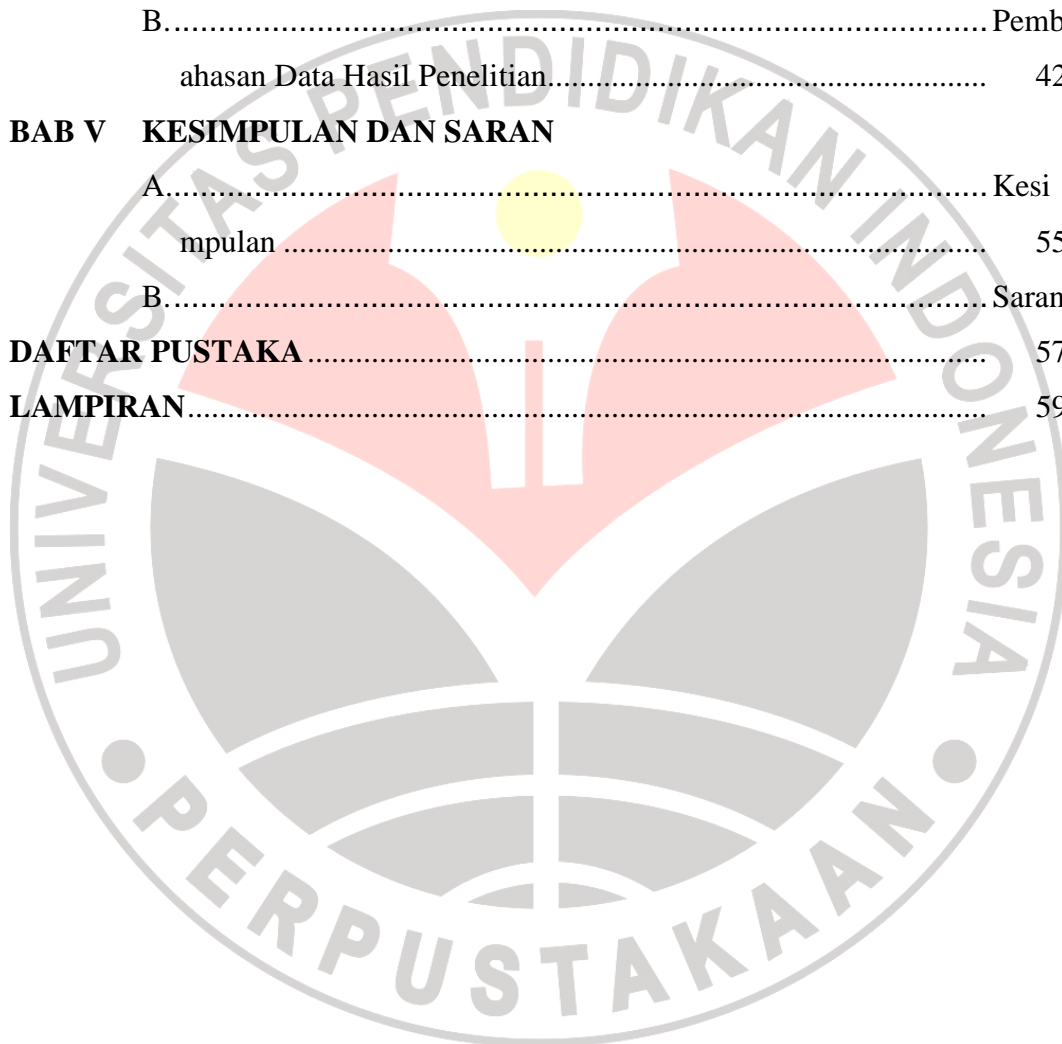 B. ........................................................................................ Pemb
ahasan Data Hasil Penelitian ............................................... 42
BAB V KESIMPULAN DAN SARAN
A. ........................................................................................ Kesi
mpulan ............................................................................ 55
B. ........................................................................................ Saran
DAFTAR PUSTAKA ......................................................................... 57
LAMPIRAN ...................................................................................... 59
UNIVERSITAS PENDIDIKAN INDONESIA
PERPUSTAKAAN